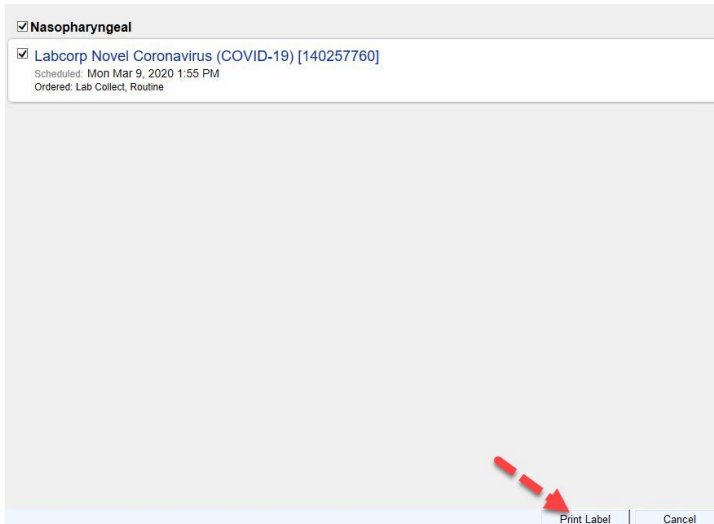 Nasopharyngeal
Labcorp Novel Coronavirus (COVID-19) [140257760]
Scheduled: Mon Mar 9, 2020 1:55 PM
Ordered: Lab Collect, Routine
Print Label Cancel